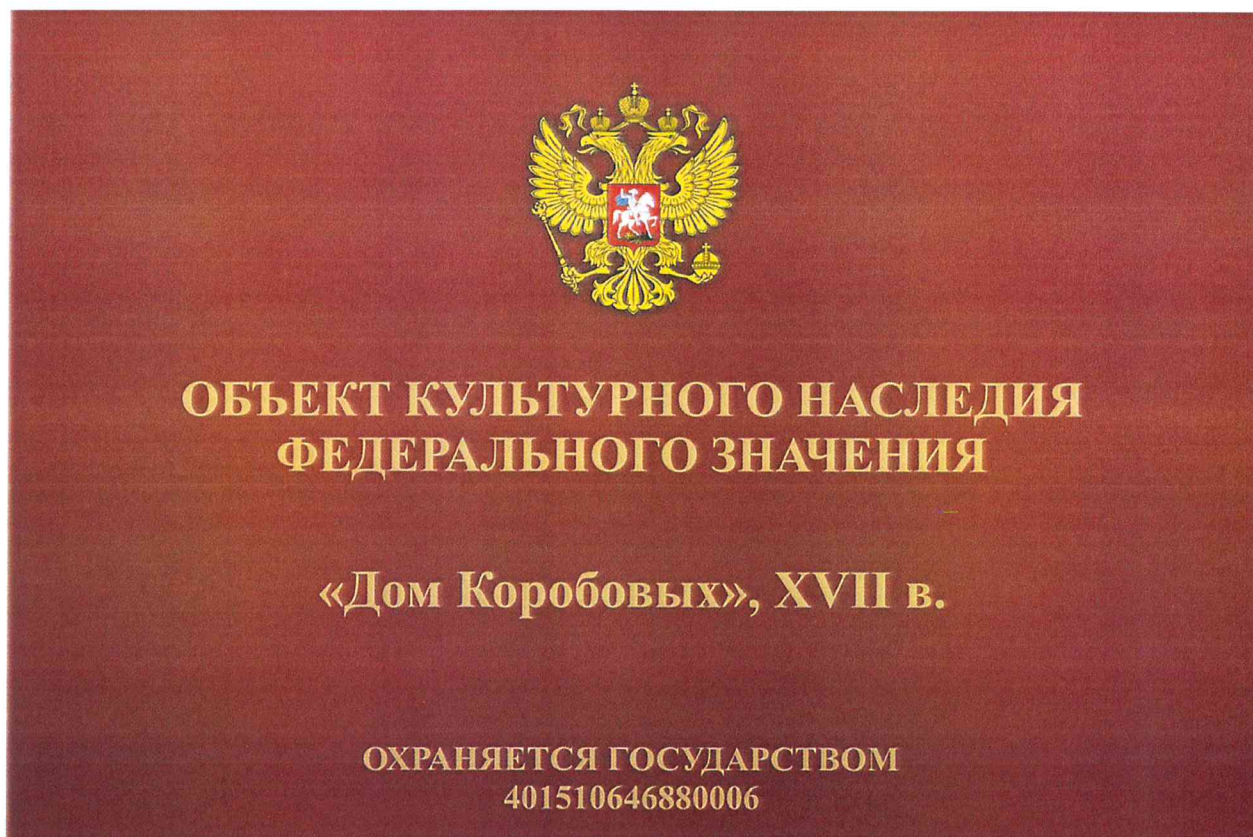 ОБЪЕКТ КУЛЬТУРНОГО НАСЛЕДИЯ
ФЕДЕРАЛЬНОГО ЗНАЧЕНИЯ
«Дом Коробовых», XVII в.
ОХРАНЯЕТСЯ ГОСУДАРСТВОМ
401510646880006